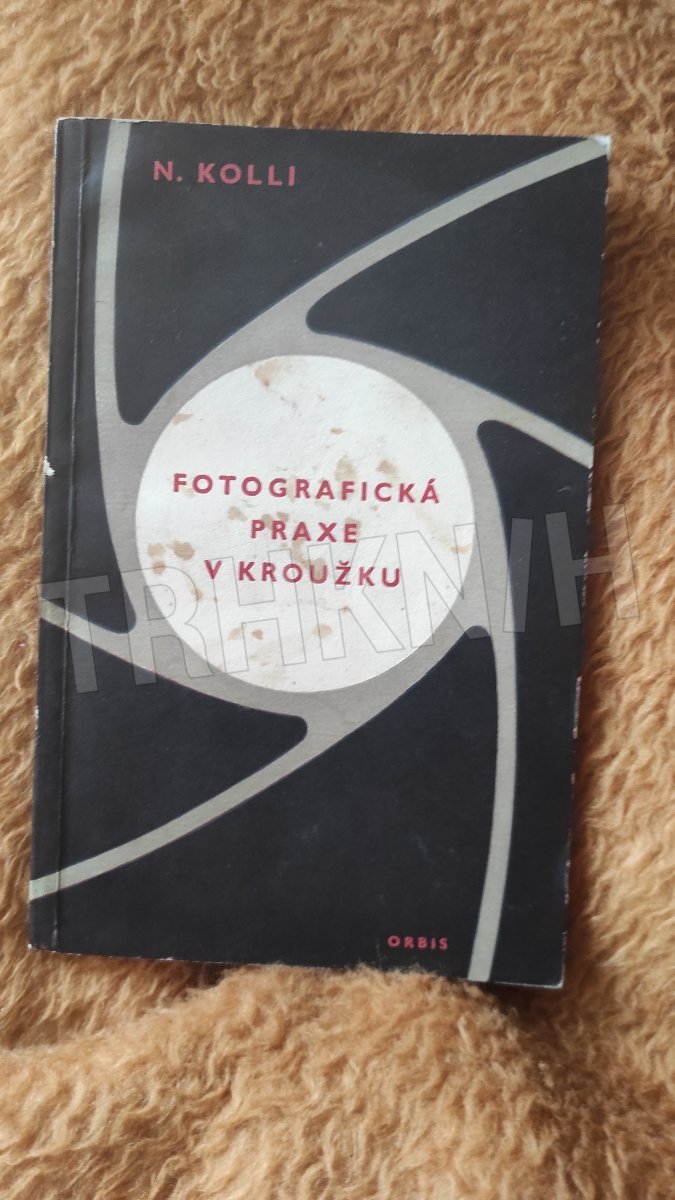 N. KOLLI
FOTOGRAFICKÁ
PRAXE
V KROUŽKU
TRHKNIH
ORBIS